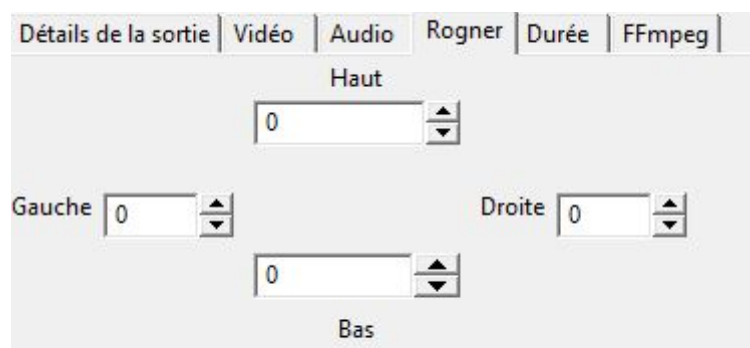 Détails de la sortie Vidéo Audio Rogner Durée FFmpeg
Haut
0
Gauche 0 Droite 0
0
Bas